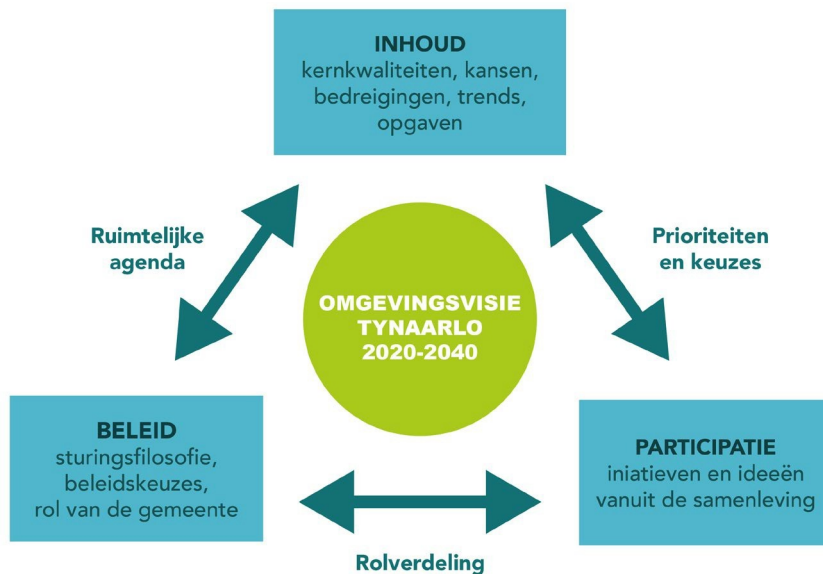 INHOUD
kernkwaliteiten, kansen,
bedreigingen, trends,
opgaven
Ruimtelijke
agenda
Prioriteiten
en keuzes
OMGEVINGSVISIE
TYNAARLO
2020-2040
BELEID
sturingsfilosofie,
beleidskeuzes,
rol van de gemeente
PARTICIPATIE
iniatieven en ideeën
vanuit de samenleving
Rolverdeling